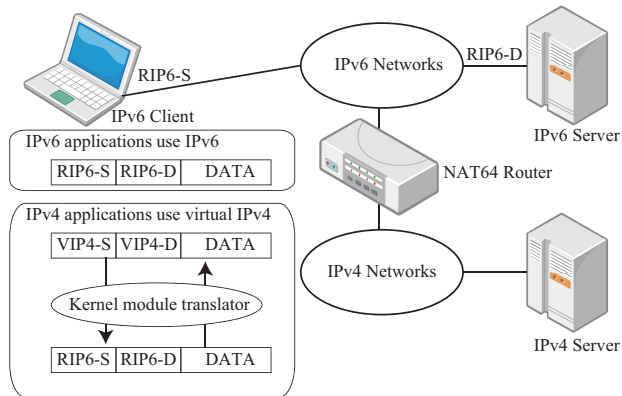 RIP6-S
IPv6 Client
IPv6 Networks
RIP6-D
IPv6 Server
IPv6 applications use IPv6
RIP6-S RIP6-D DATA
NAT64 Router
IPv4 applications use virtual IPv4
VIP4-S VIP4-D DATA
Kernel module translator
RIP6-S RIP6-D DATA
IPv4 Networks
IPv4 Server